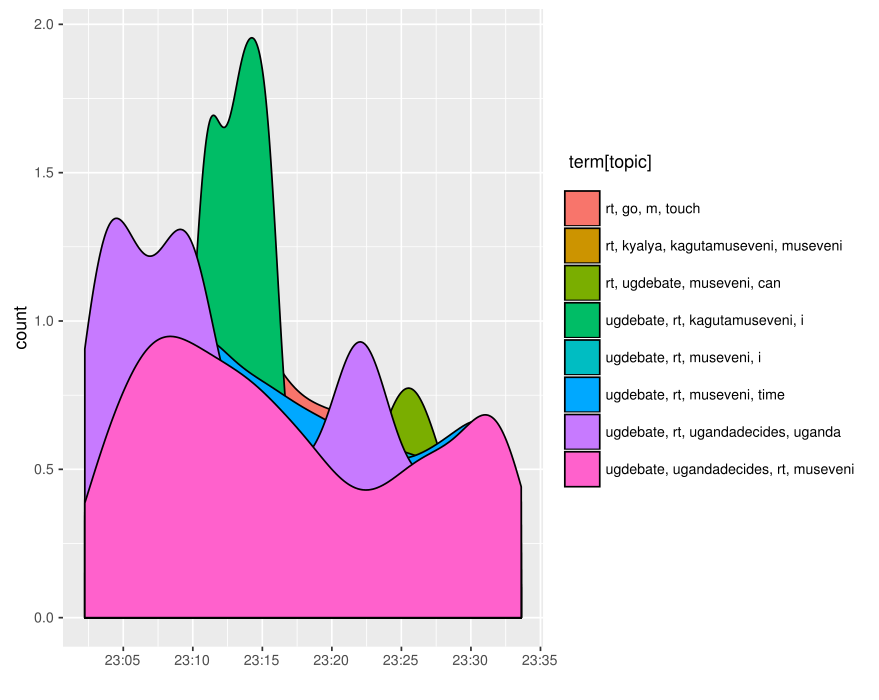 2.0
1.5
1.0
0.5
0.0
count
23:05 23:10 23:15 23:20 23:25 23:30 23:35
term[topic]
rt, go, m, touch
rt, kyalya, kagutamuseveni, museveni
rt, ugdebate, museveni, can
ugdebate, rt, kagutamuseveni, i
ugdebate, rt, museveni, i
ugdebate, rt, museveni, time
ugdebate, rt, ugandadecides, uganda
ugdebate, ugandadecides, rt, museveni